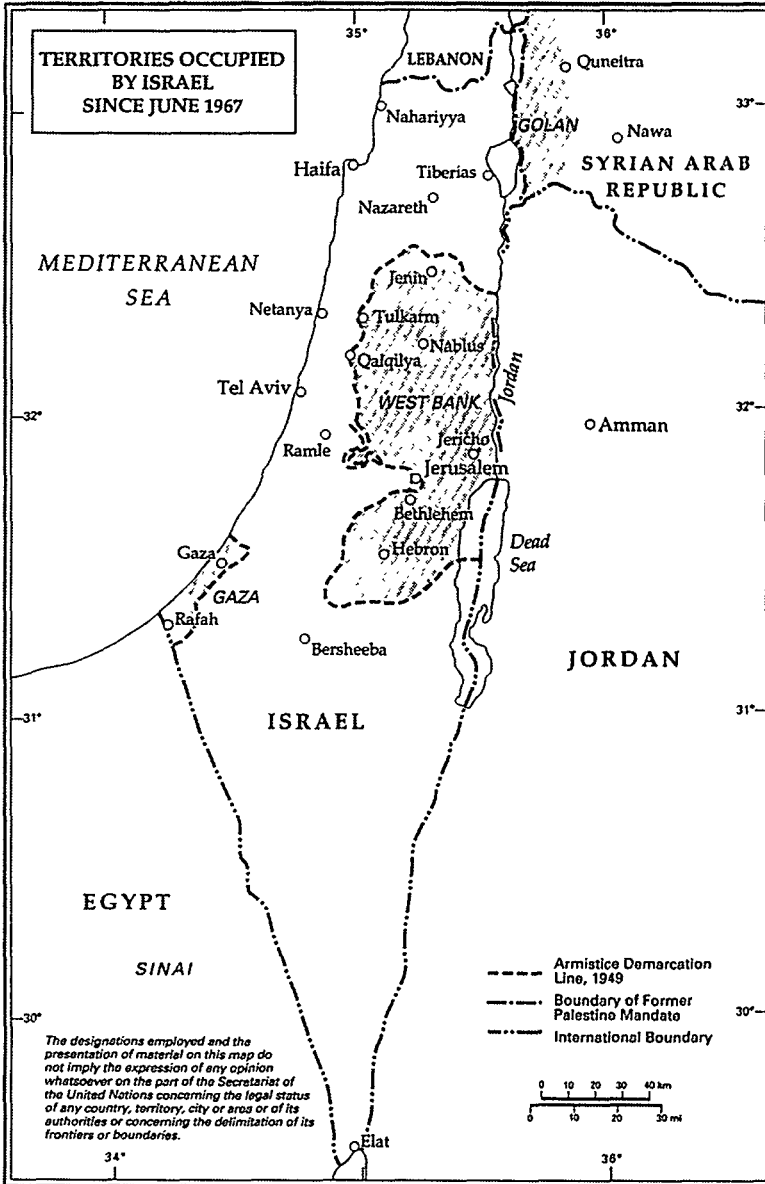 35°
36°
TERRITORIES OCCUPIED
BY ISRAEL
SINCE JUNE 1967
LEBANON
Quneitra
33°
Nahariyya
GOLAN
Nawa
Haifa
Tiberias
SYRIAN ARAB
REPUBLIC
Nazareth
MEDITERRANEAN
SEA
Jenin
Netanya
Tulkarm
Nablus
Qalqilya
Tel Aviv
WEST BANK
Jordan
32°
32°
Amman
Ramle
Jericho
Jerusalem
Bethlehem
Dead
Sea
Hebron
Gaza
GAZA
Rafah
Bersheeba
JORDAN
31°
31°
ISRAEL
EGYPT
SINAI
Armistice Demarcation
Line, 1949
Boundary of Former
Palestine Mandate
International Boundary
30°
30°
The designations employed and the
presentation of material on this map do
not imply the expression of any opinion
whatsoever on the part of the Secretariat of
the United Nations concerning the legal status
of any country, territory, city or area or of its
authorities or concerning the delimitation of its
frontiers or boundaries.
0 10 20 30 40 km
0 10 20 30 mi
Elat
34°
36°